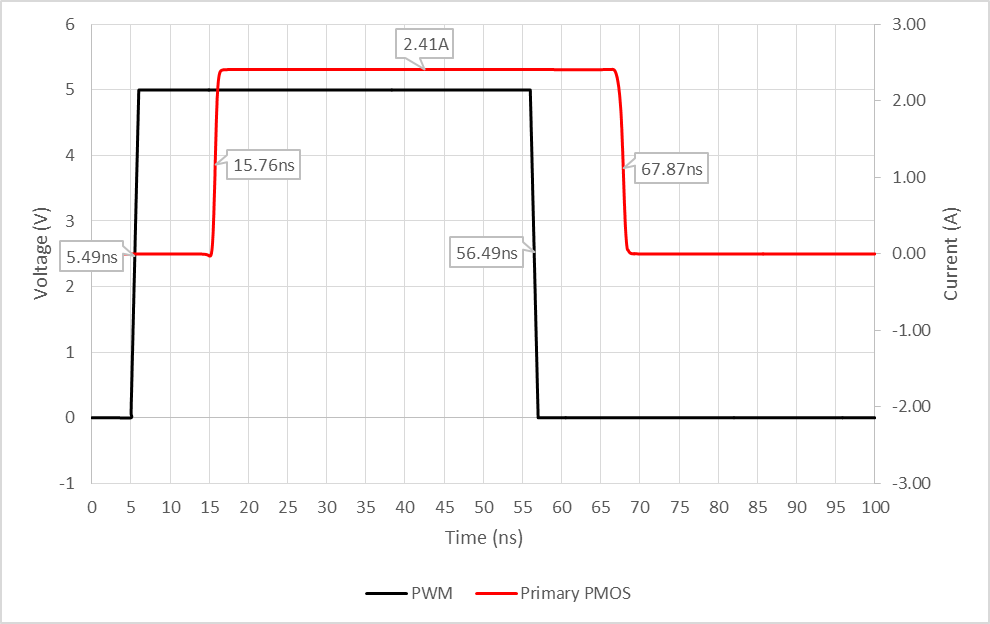 6
5
4
3
2
1
0
-1
Voltage (V)
3.00
2.00
1.00
0.00
-1.00
-2.00
-3.00
Current (A)
2.41A
15.76ns
67.87ns
5.49ns
56.49ns
0 5 10 15 20 25 30 35 40 45 50 55 60 65 70 75 80 85 90 95 100
Time (ns)
PWM Primary PMOS